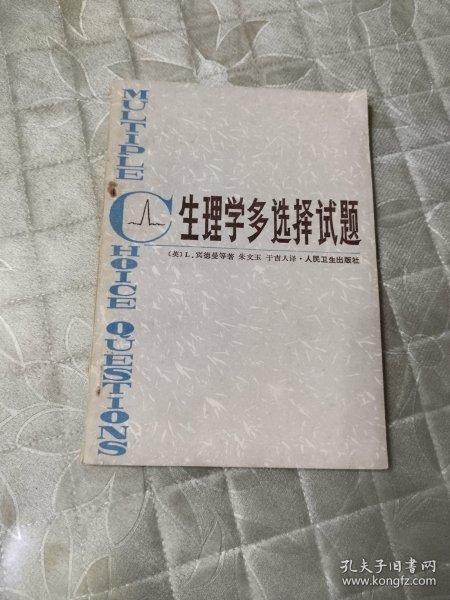 MULTIPLE
CHOICE QUESTIONS
生理学多选择试题
〔英〕L.宾德曼等著 朱文玉 于吉人译·人民卫生出版社
孔夫子旧书网
www.kongfz.com